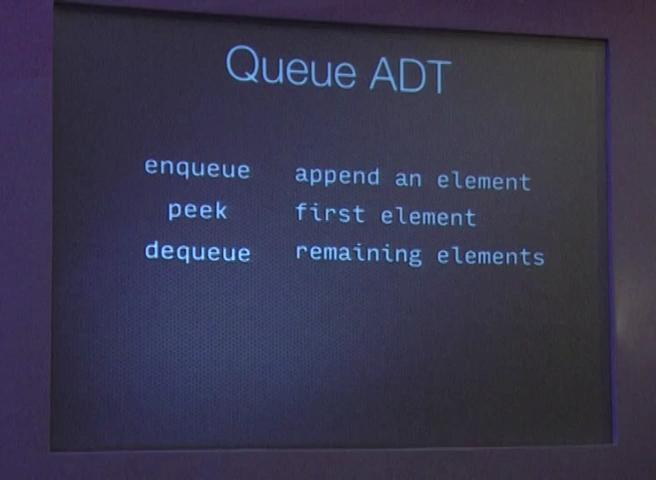 Queue ADT
enqueue append an element
peek first element
dequeue remaining elements